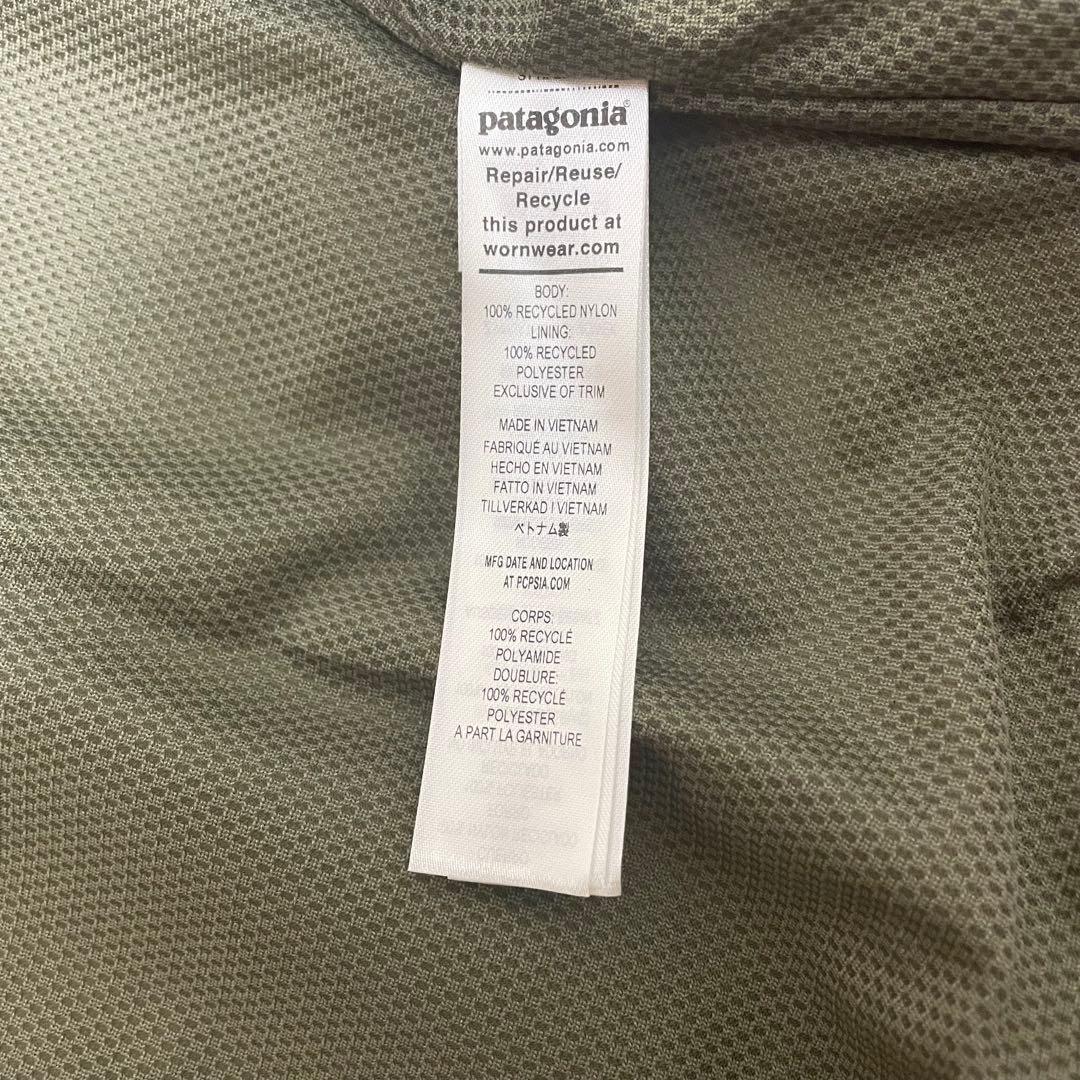 patagonia®
www.patagonia.com
Repair/Reuse/
Recycle
this product at
wornwear.com
BODY:
100% RECYCLED NYLON
LINING:
100% RECYCLED
POLYESTER
EXCLUSIVE OF TRIM
MADE IN VIETNAM
FABRIQUÉ AU VIETNAM
HECHO EN VIETNAM
FATTO IN VIETNAM
TILLVERKAD I VIETNAM
ベトナム製
MFG DATE AND LOCATION
AT PCPSIA.COM
CORPS:
100% RECYCLÉ
POLYAMIDE
DOUBLURE:
100% RECYCLÉ
POLYESTER
A PART LA GARNITURE